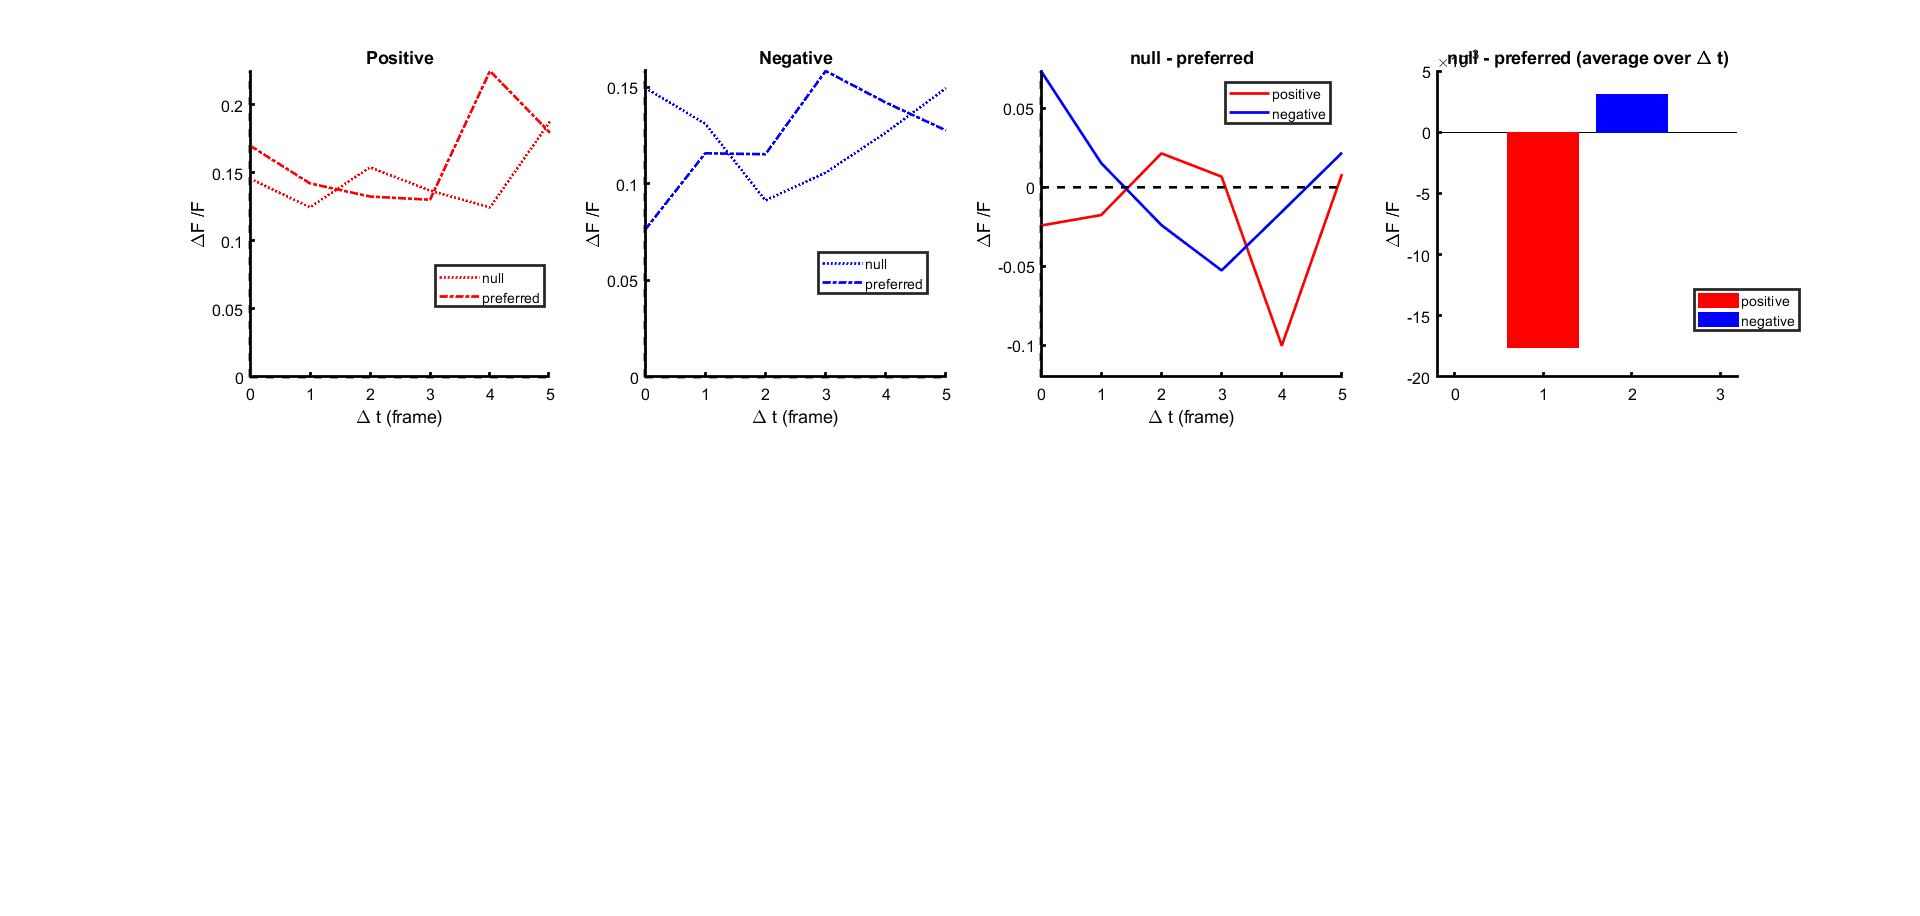 Positive
0.2
0.15
0.1
0.05
0
0 1 2 3 4 5
ΔF /F
Δ t (frame)
null
preferred
Negative
0.15
0.1
0.05
0
0 1 2 3 4 5
ΔF /F
Δ t (frame)
null
preferred
null - preferred
0.05
0
-0.05
-0.1
0 1 2 3 4 5
ΔF /F
Δ t (frame)
positive
negative
null - preferred (average over Δ t)
5
0
-5
-10
-15
-20
0 1 2 3
ΔF /F
positive
negative